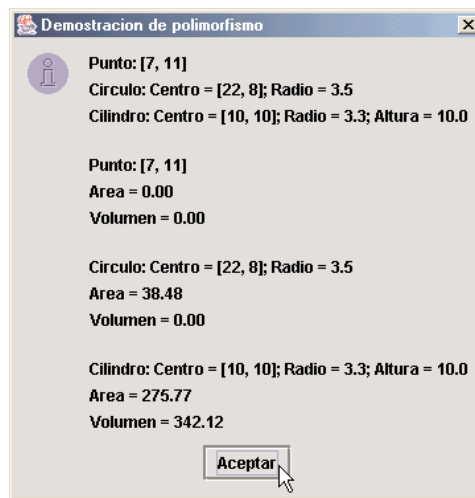 Demostracion de polimorfismo
Punto: [7, 11]
Circulo: Centro = [22, 8]; Radio = 3.5
Cilindro: Centro = [10, 10]; Radio = 3.3; Altura = 10.0
Punto: [7, 11]
Area = 0.00
Volumen = 0.00
Circulo: Centro = [22, 8]; Radio = 3.5
Area = 38.48
Volumen = 0.00
Cilindro: Centro = [10, 10]; Radio = 3.3; Altura = 10.0
Area = 275.77
Volumen = 342.12
Aceptar